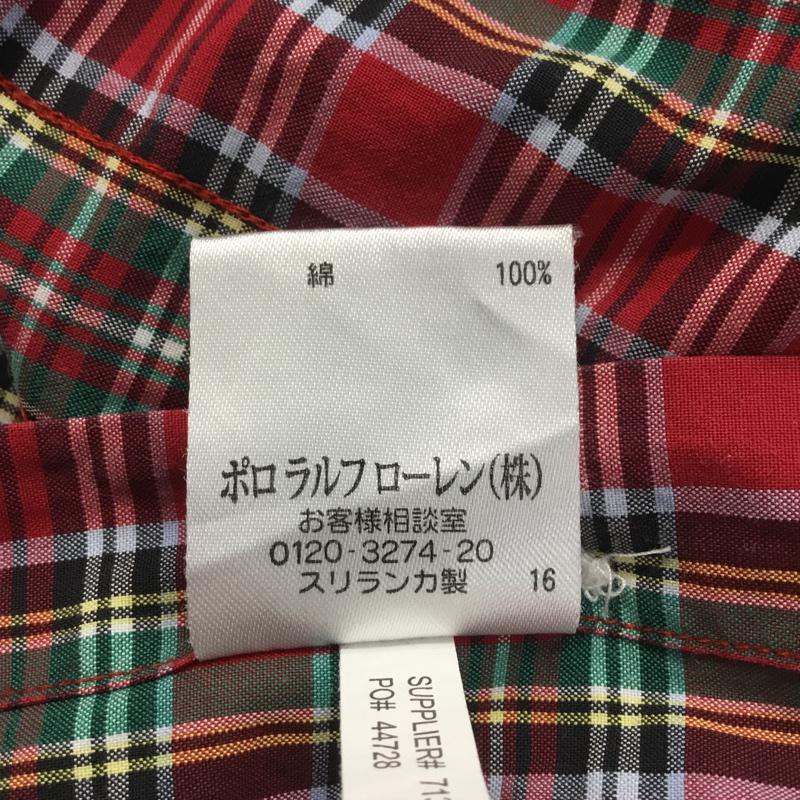 綿 100%
ポロ ラルフ ローレン(株)
お客様相談室
0120-3274-20
スリランカ製 16
SUPPLIER# 713
PO# 44728